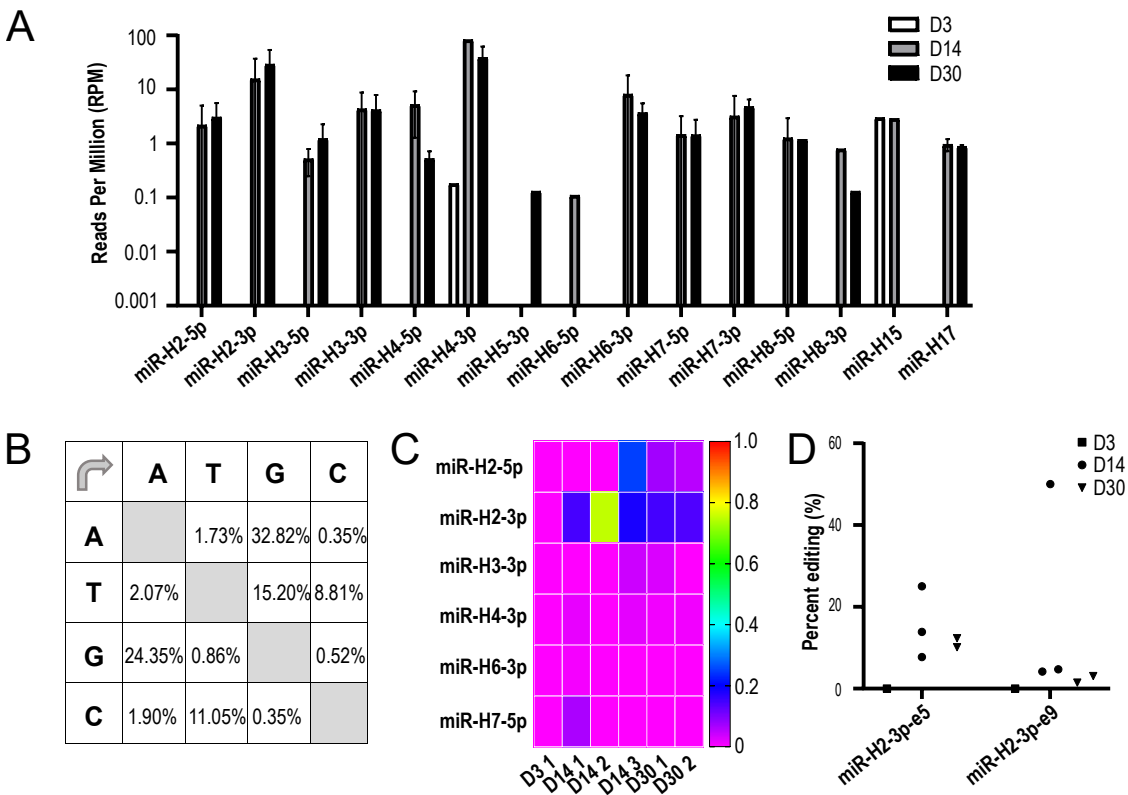 A
Reads Per Million (RPM)
100
10
1
0.1
0.01
0.001
D3
D14
D30
miR-H2-5p
miR-H2-3p
miR-H3-5p
miR-H3-3p
miR-H4-5p
miR-H4-3p
miR-H5-3p
miR-H6-5p
miR-H6-3p
miR-H7-5p
miR-H7-3p
miR-H8-5p
miR-H8-3p
miR-H15
miR-H17
B
A T G C
A 1.73% 32.82% 0.35%
T 2.07% 15.20% 8.81%
G 24.35% 0.86% 0.52%
C 1.90% 11.05% 0.35%
C
miR-H2-5p
miR-H2-3p
miR-H3-3p
miR-H4-3p
miR-H6-3p
miR-H7-5p
D3 1
D14 1
D14 2
D14 3
D30 1
D30 2
1.0
0.8
0.6
0.4
0.2
0
D
Percent editing (%)
60
40
20
0
D3
D14
D30
miR-H2-3p-e5
miR-H2-3p-e9